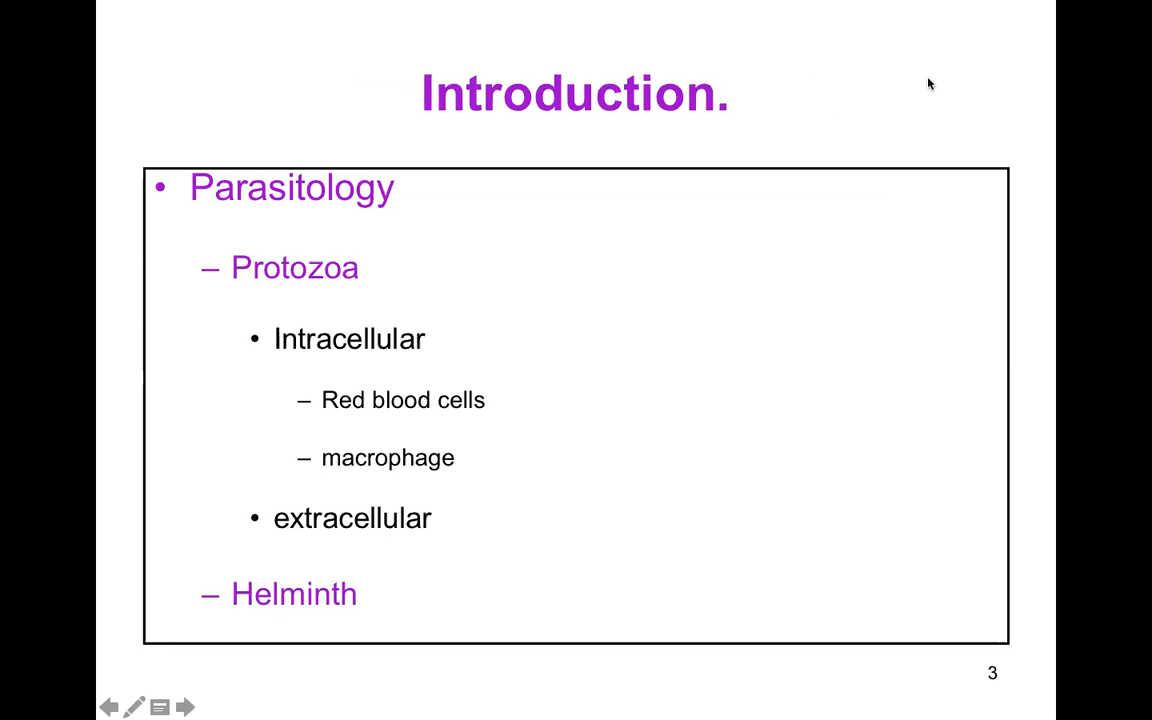 Introduction.
• Parasitology
– Protozoa
• Intracellular
– Red blood cells
– macrophage
• extracellular
– Helminth
3